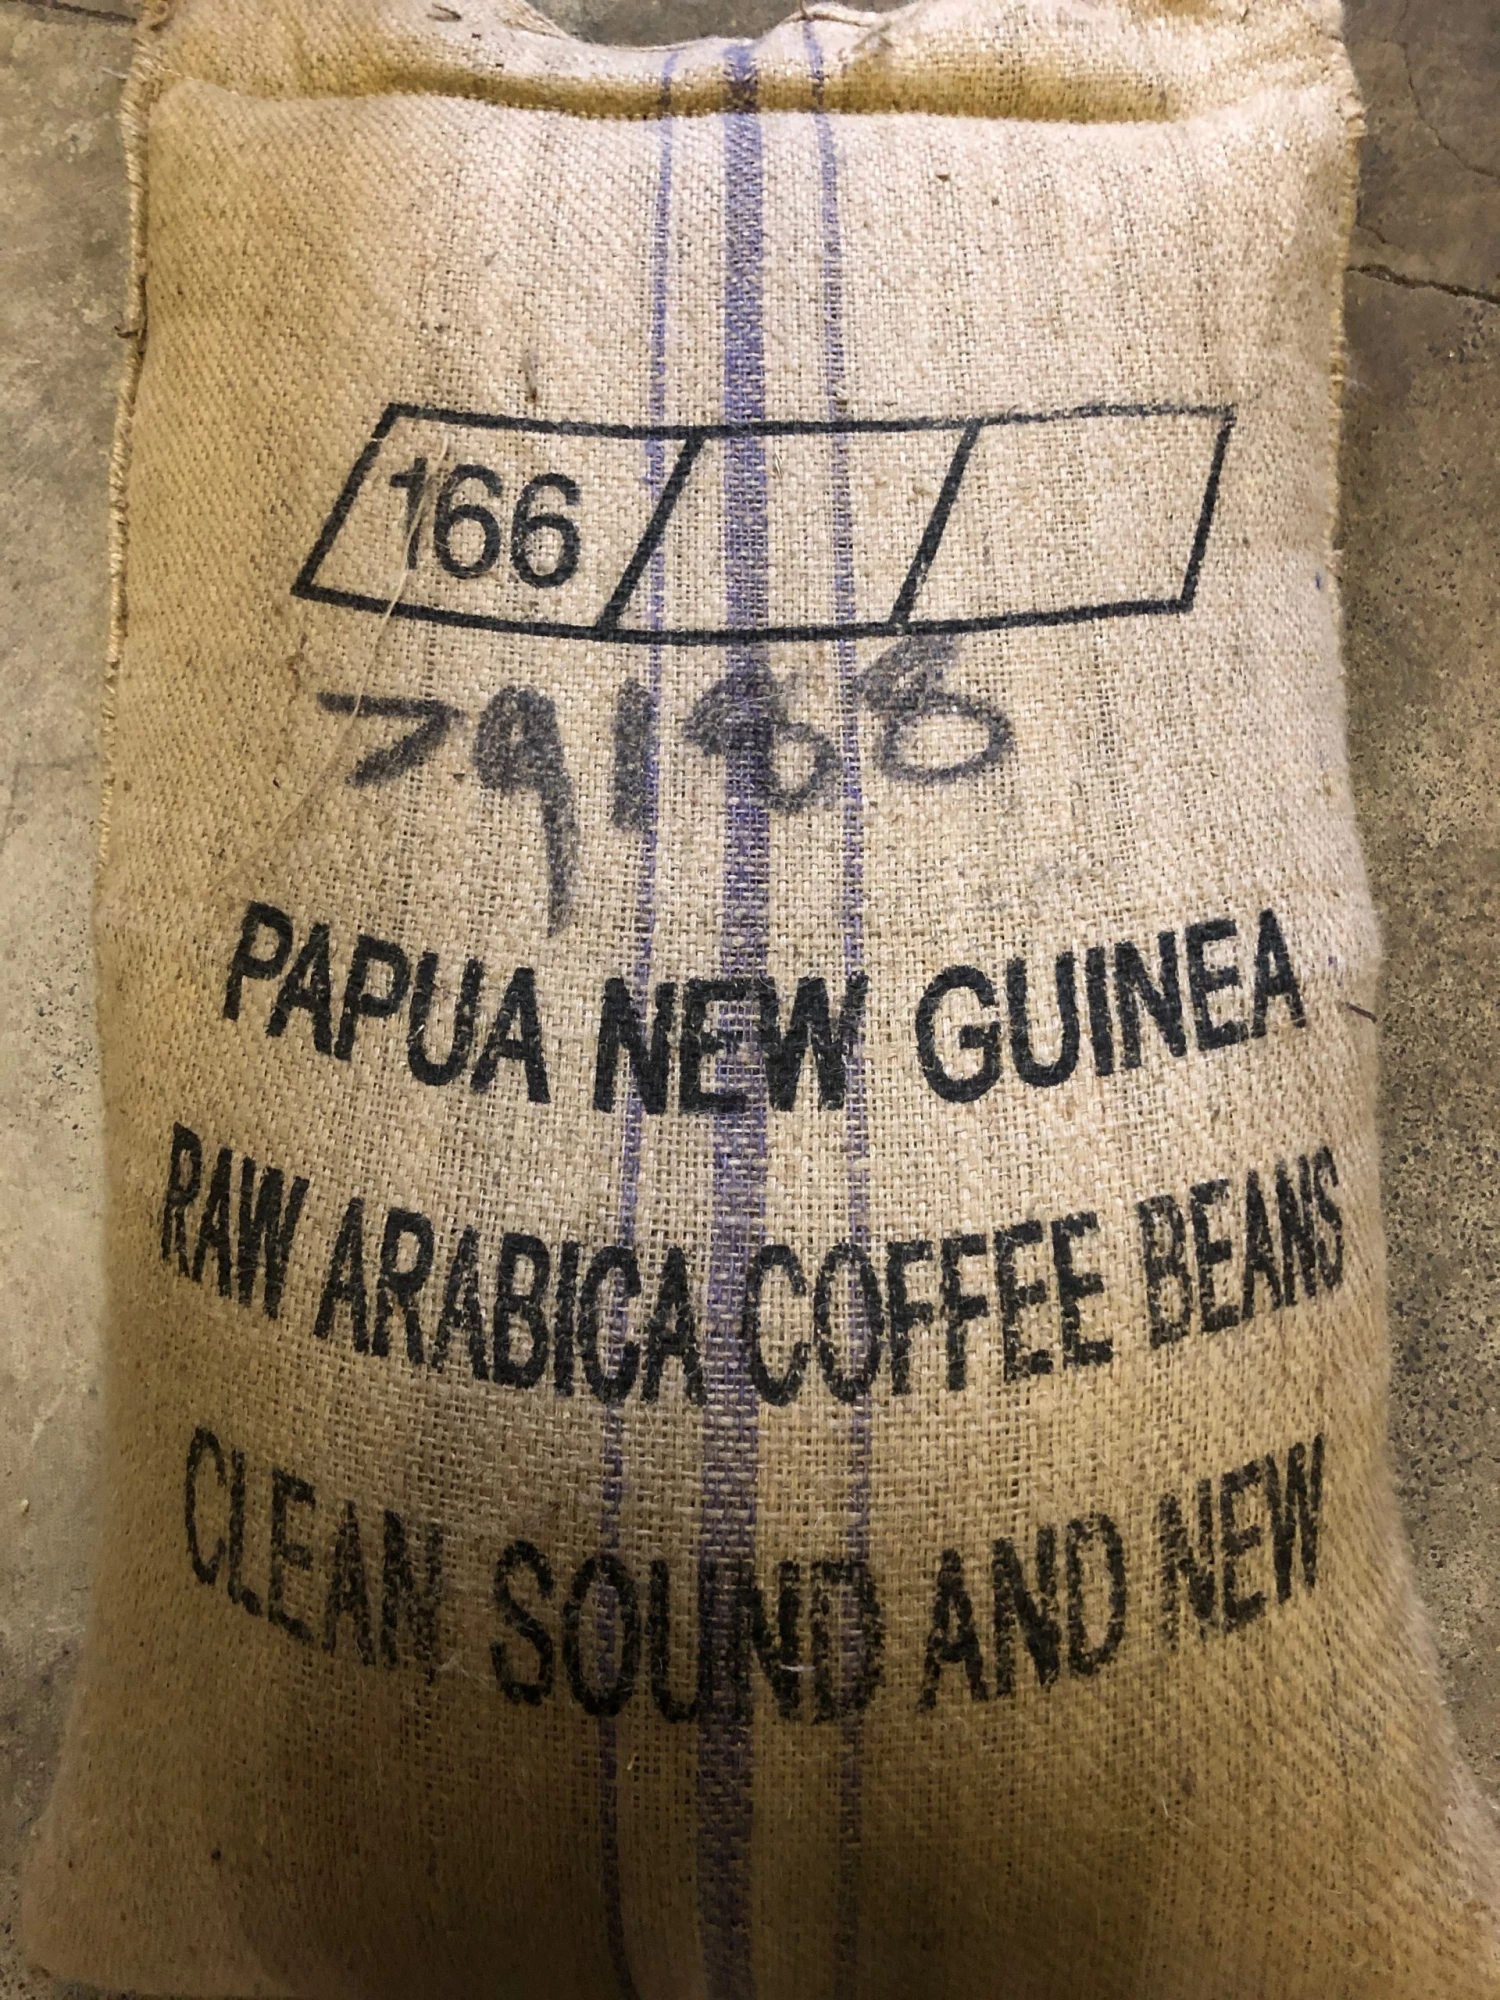 166
79188
PAPUA NEW GUINEA
RAW ARABICA COFFEE BEANS
CLEAN, SOUND AND NEW